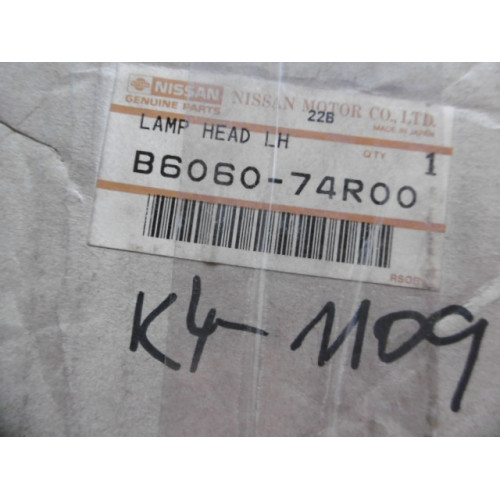 NISSAN
GENUINE PARTS
NISSAN MOTOR CO., LTD.
22B
MADE IN JAPAN
LAMP HEAD LH
QTY 1
B6060-74R00
K4-1109